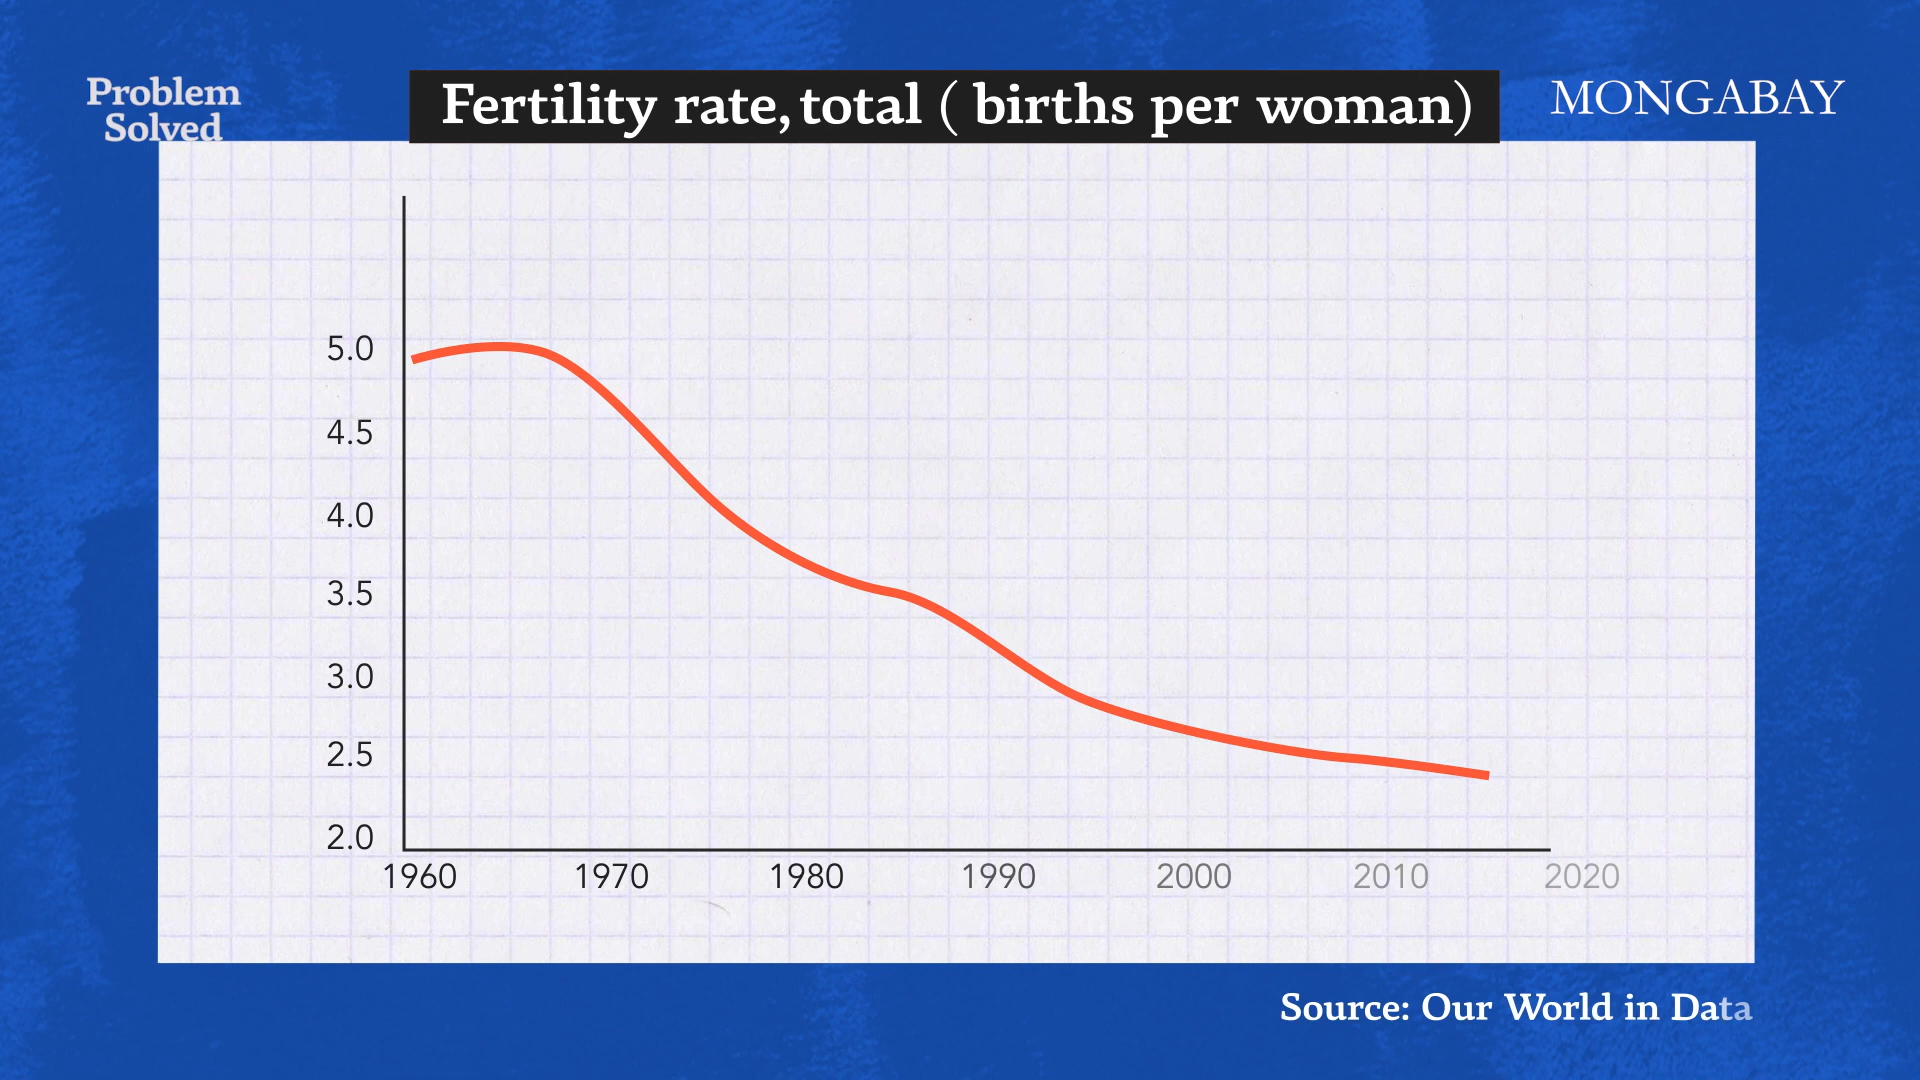 Problem
Solved
Fertility rate, total ( births per woman)
MONGABAY
5.0
4.5
4.0
3.5
3.0
2.5
2.0
1960 1970 1980 1990 2000 2010 2020
Source: Our World in Data